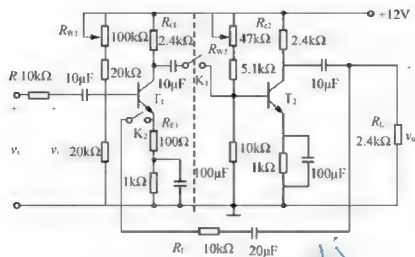 R_W1 100kΩ R_c1 2.4kΩ R_W2 47kΩ R_c2 2.4kΩ +12V
R 10kΩ 10μF 20kΩ 10μF K_1 5.1kΩ 10μF
T_1 T_2
K_2 R_E1 100Ω R_L
v_s 20kΩ 10kΩ 2.4kΩ v_o
1kΩ 100μF 1kΩ 100μF
R_f 10kΩ 20μF